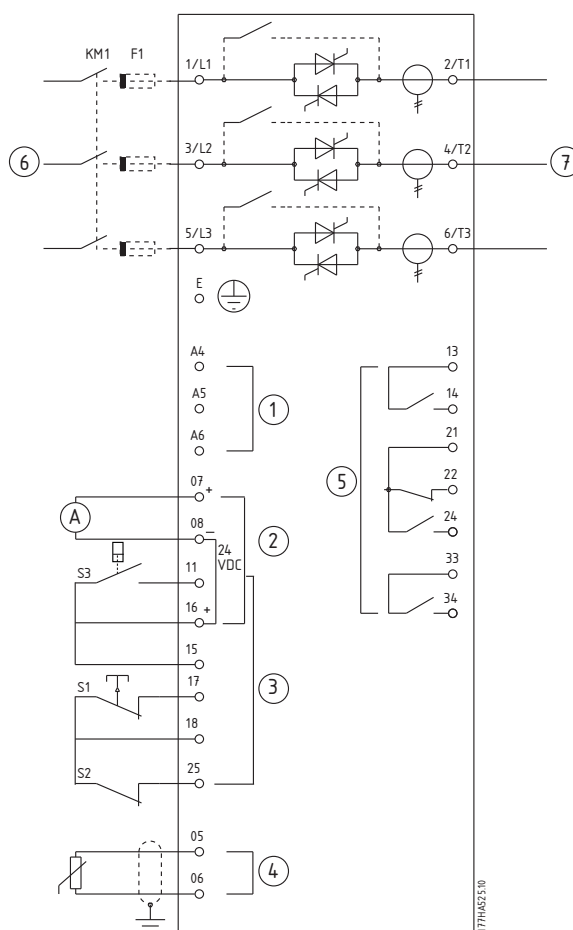 KM1 F1 1/L1 2/T1
6 3/L2 4/T2 7
5/L3 6/T3
E
A4 13
A5 1 14
A6 21
5 22
07 +
A 2 24
08 −
24
VDC
S3 11 33
16 + 34
15
3
S1 17
18
S2 25
05
4
06
177HA52510